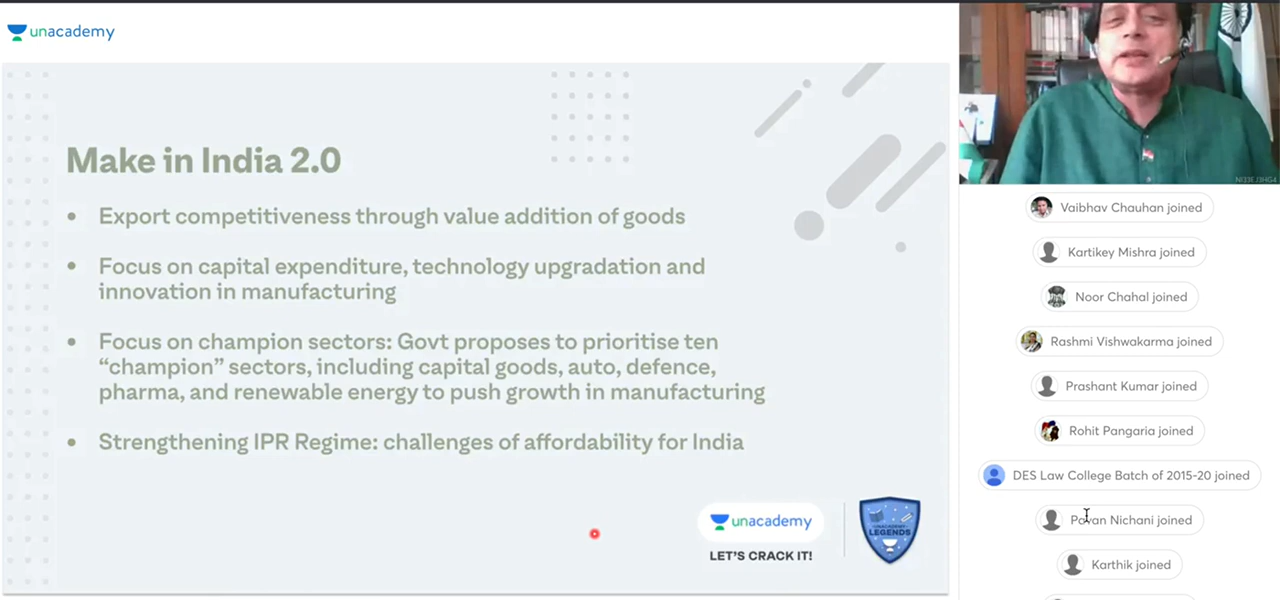 unacademy
Make in India 2.0
• Export competitiveness through value addition of goods
• Focus on capital expenditure, technology upgradation and
innovation in manufacturing
• Focus on champion sectors: Govt proposes to prioritise ten
“champion” sectors, including capital goods, auto, defence,
pharma, and renewable energy to push growth in manufacturing
• Strengthening IPR Regime: challenges of affordability for India
unacademy
LET'S CRACK IT!
UNACADEMY
LEGENDS
Vaibhav Chauhan joined
Kartikey Mishra joined
Noor Chahal joined
Rashmi Vishwakarma joined
Prashant Kumar joined
Rohit Pangaria joined
DES Law College Batch of 2015-20 joined
Pavan Nichani joined
Karthik joined